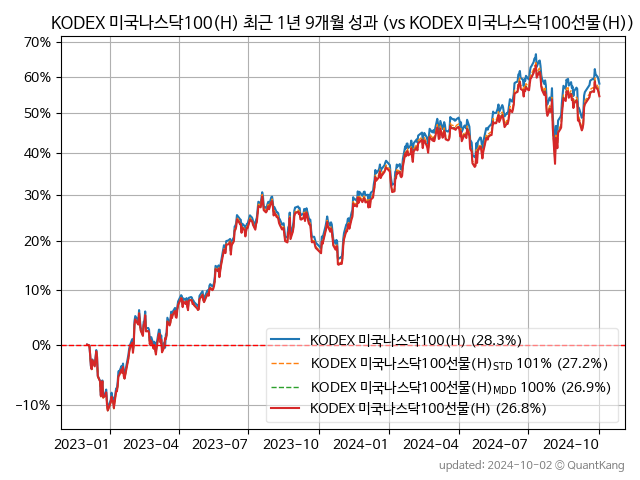 KODEX 미국나스닥100(H) 최근 1년 9개월 성과 (vs KODEX 미국나스닥100선물(H))
70%
60%
50%
40%
30%
20%
10%
0%
−10%
KODEX 미국나스닥100(H) (28.3%)
KODEX 미국나스닥100선물(H)STD 101% (27.2%)
KODEX 미국나스닥100선물(H)MDD 100% (26.9%)
KODEX 미국나스닥100선물(H) (26.8%)
2023-01 2023-04 2023-07 2023-10 2024-01 2024-04 2024-07 2024-10
updated: 2024-10-02 © QuantKang